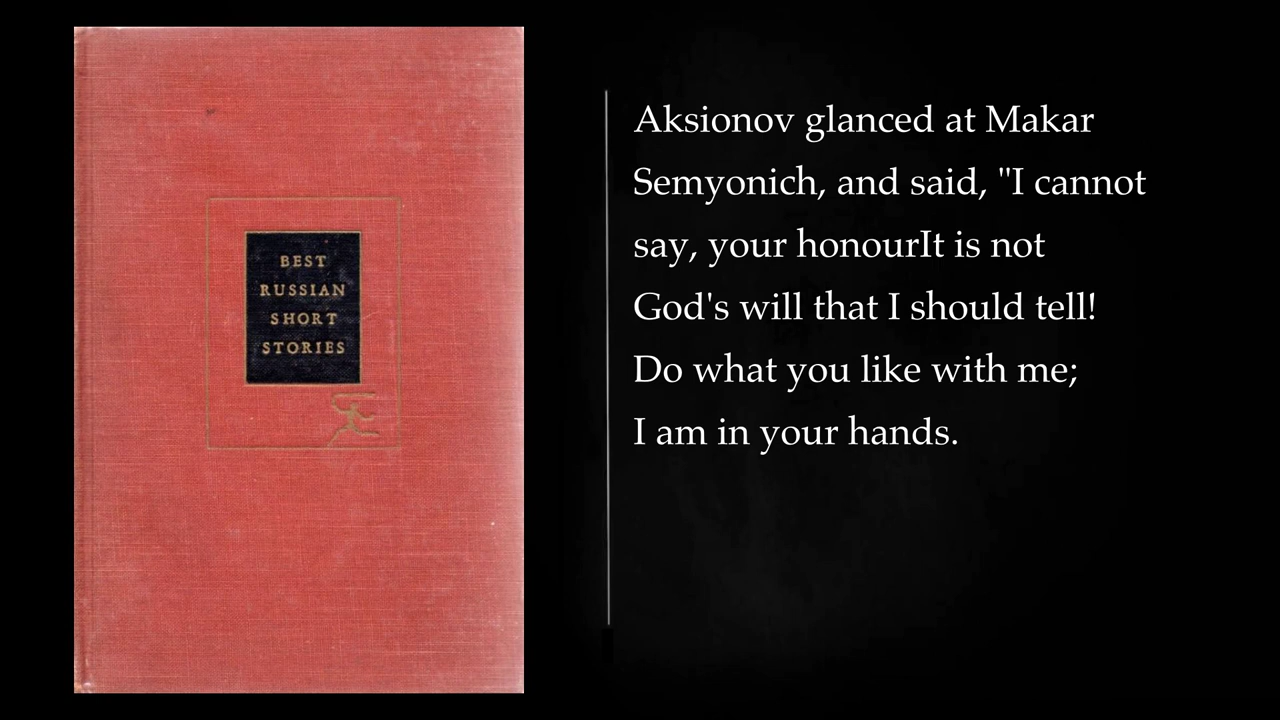 BEST
RUSSIAN
SHORT
STORIES
Aksionov glanced at Makar
Semyonich, and said, "I cannot
say, your honourIt is not
God's will that I should tell!
Do what you like with me;
I am in your hands.